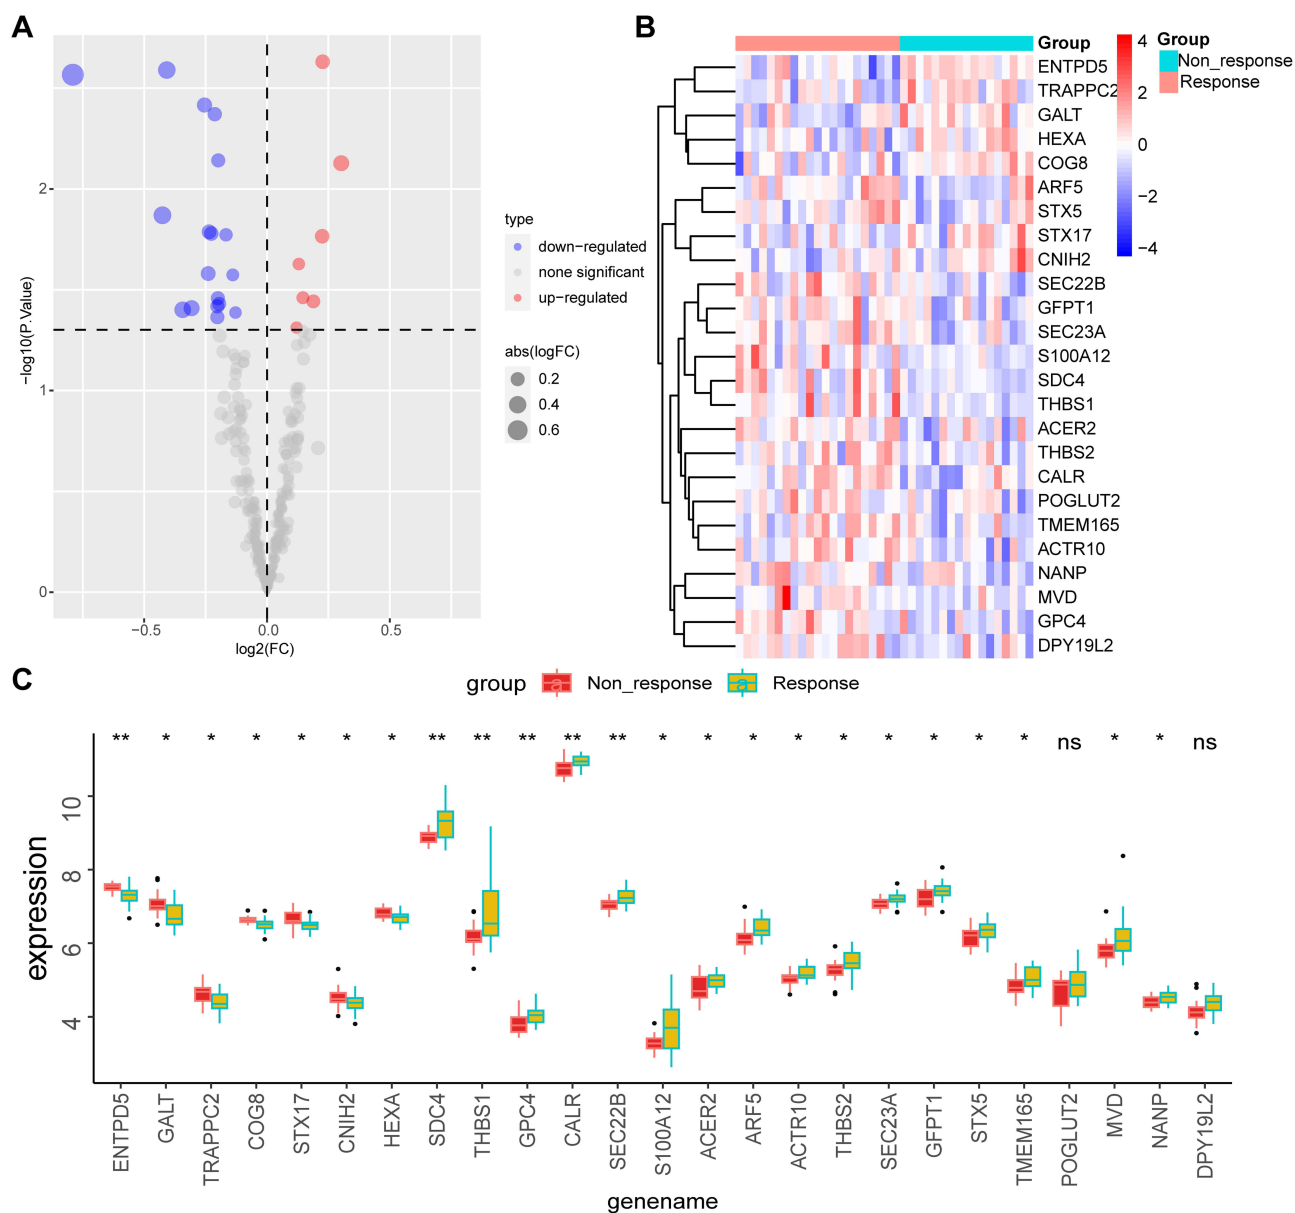 A
−log10(P.Value)
2
1
0
−0.5
0.0
0.5
log2(FC)
type
down−regulated
none significant
up−regulated
abs(logFC)
0.2
0.4
0.6
B
Group
ENTPD5
TRAPPC2
GALT
HEXA
COG8
ARF5
STX5
STX17
CNIH2
SEC22B
GFPT1
SEC23A
S100A12
SDC4
THBS1
ACER2
THBS2
CALR
POGLUT2
TMEM165
ACTR10
NANP
MVD
GPC4
DPY19L2
4
2
0
−2
−4
Group
Non_response
Response
C
group
a
Non_response
a
Response
** * * * * * * ** ** ** ** ** * * * * * * * * * ns * * ns
expression
10
8
6
4
ENTPD5
GALT
TRAPPC2
COG8
STX17
CNIH2
HEXA
SDC4
THBS1
GPC4
CALR
SEC22B
S100A12
ACER2
ARF5
ACTR10
THBS2
SEC23A
GFPT1
STX5
TMEM165
POGLUT2
MVD
NANP
DPY19L2
genename